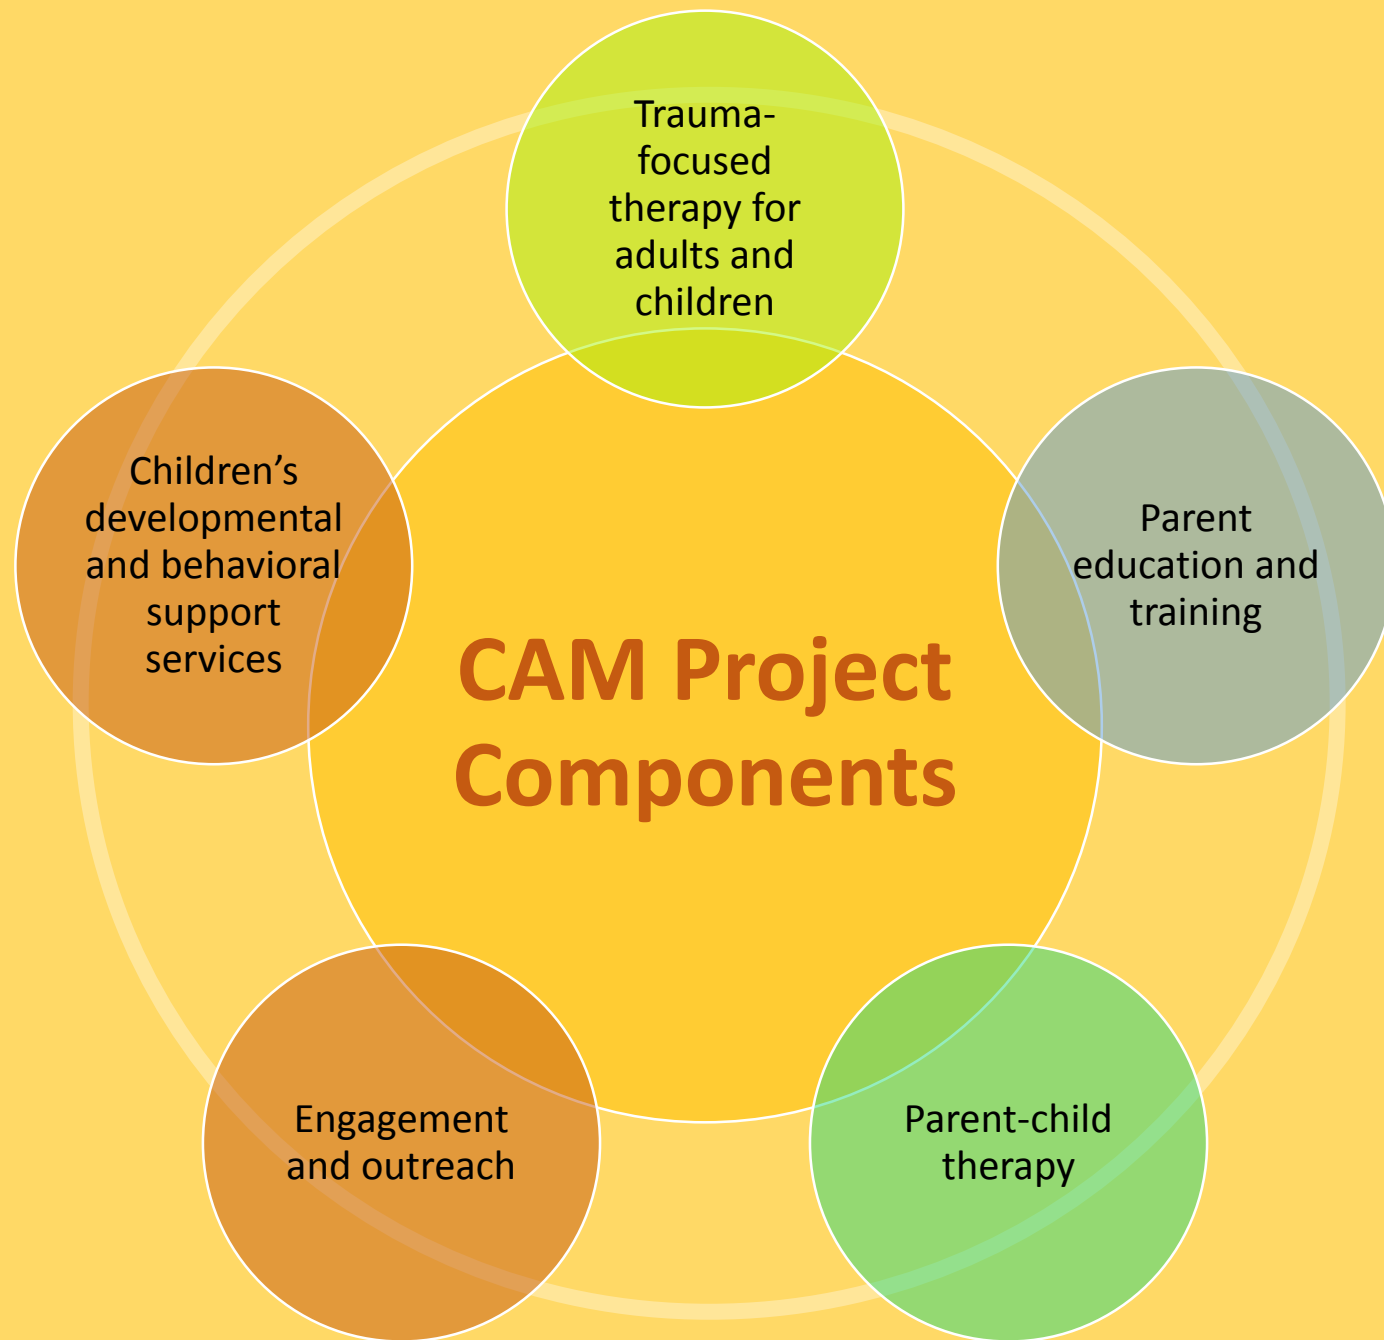 Trauma-
focused
therapy for
adults and
children
Children’s
developmental
and behavioral
support
services
Parent
education and
training
CAM Project
Components
Engagement
and outreach
Parent-child
therapy